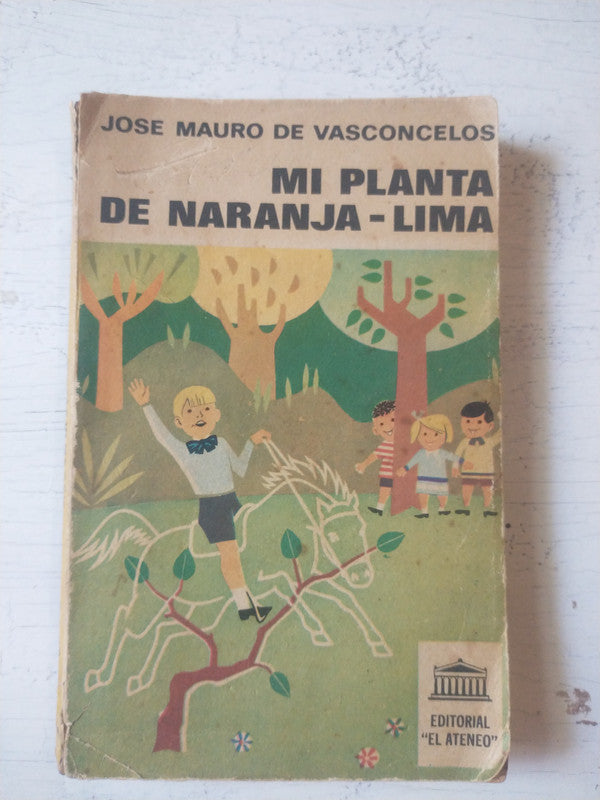 JOSE MAURO DE VASCONCELOS
MI PLANTA
DE NARANJA-LIMA
EDITORIAL
"EL ATENEO"